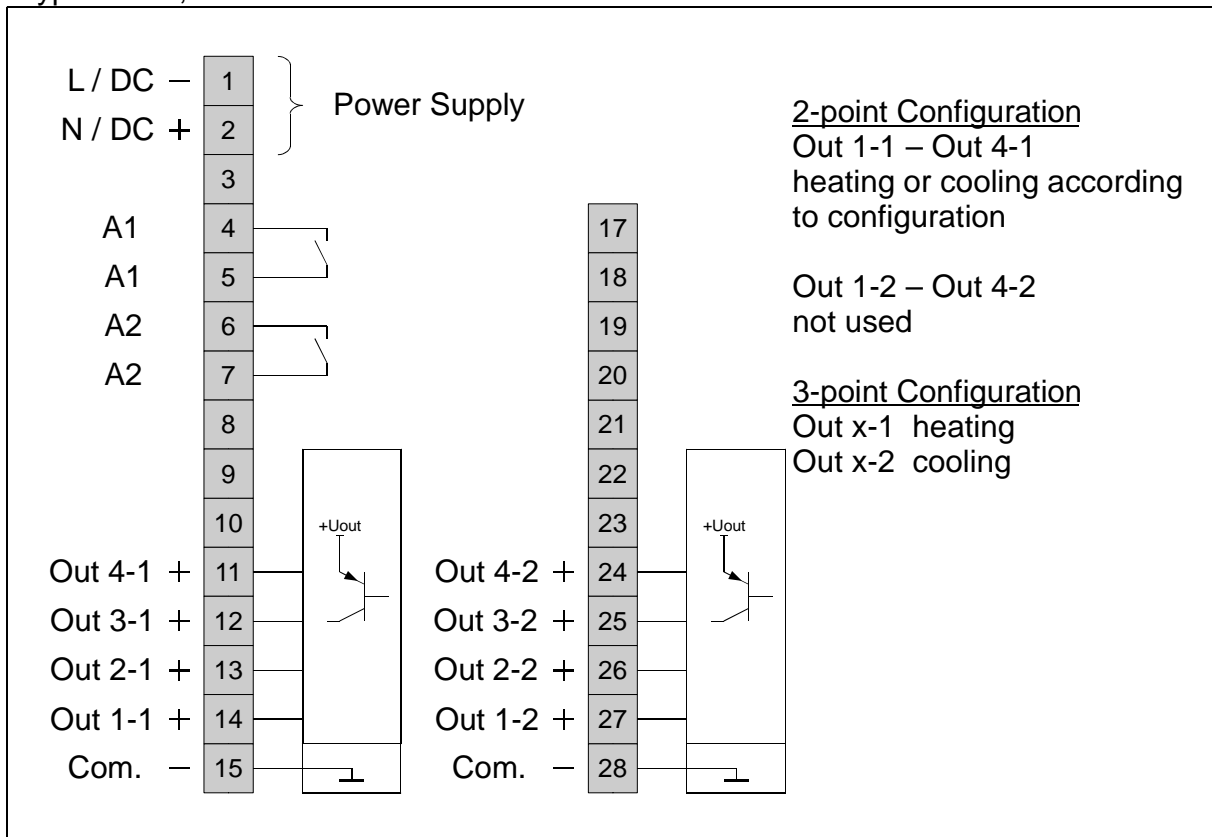 L / DC − 1
N / DC + 2
Power Supply
3
A1 4
A1 5
A2 6
A2 7
8
9
10
+Uout
Out 4-1 + 11
Out 3-1 + 12
Out 2-1 + 13
Out 1-1 + 14
Com. − 15
17
18
19
20
21
22
23
+Uout
Out 4-2 + 24
Out 3-2 + 25
Out 2-2 + 26
Out 1-2 + 27
Com. − 28
2-point Configuration
Out 1-1 – Out 4-1
heating or cooling according
to configuration
Out 1-2 – Out 4-2
not used
3-point Configuration
Out x-1 heating
Out x-2 cooling